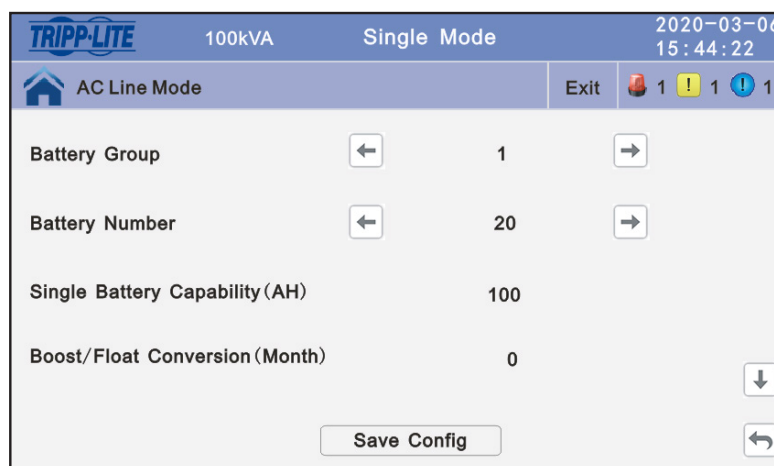 TRIPP·LITE 100kVA Single Mode 2020-03-06
15:44:22
AC Line Mode Exit 1 ! 1 ! 1
Battery Group 1
Battery Number 20
Single Battery Capability(AH) 100
Boost/Float Conversion(Month) 0
Save Config